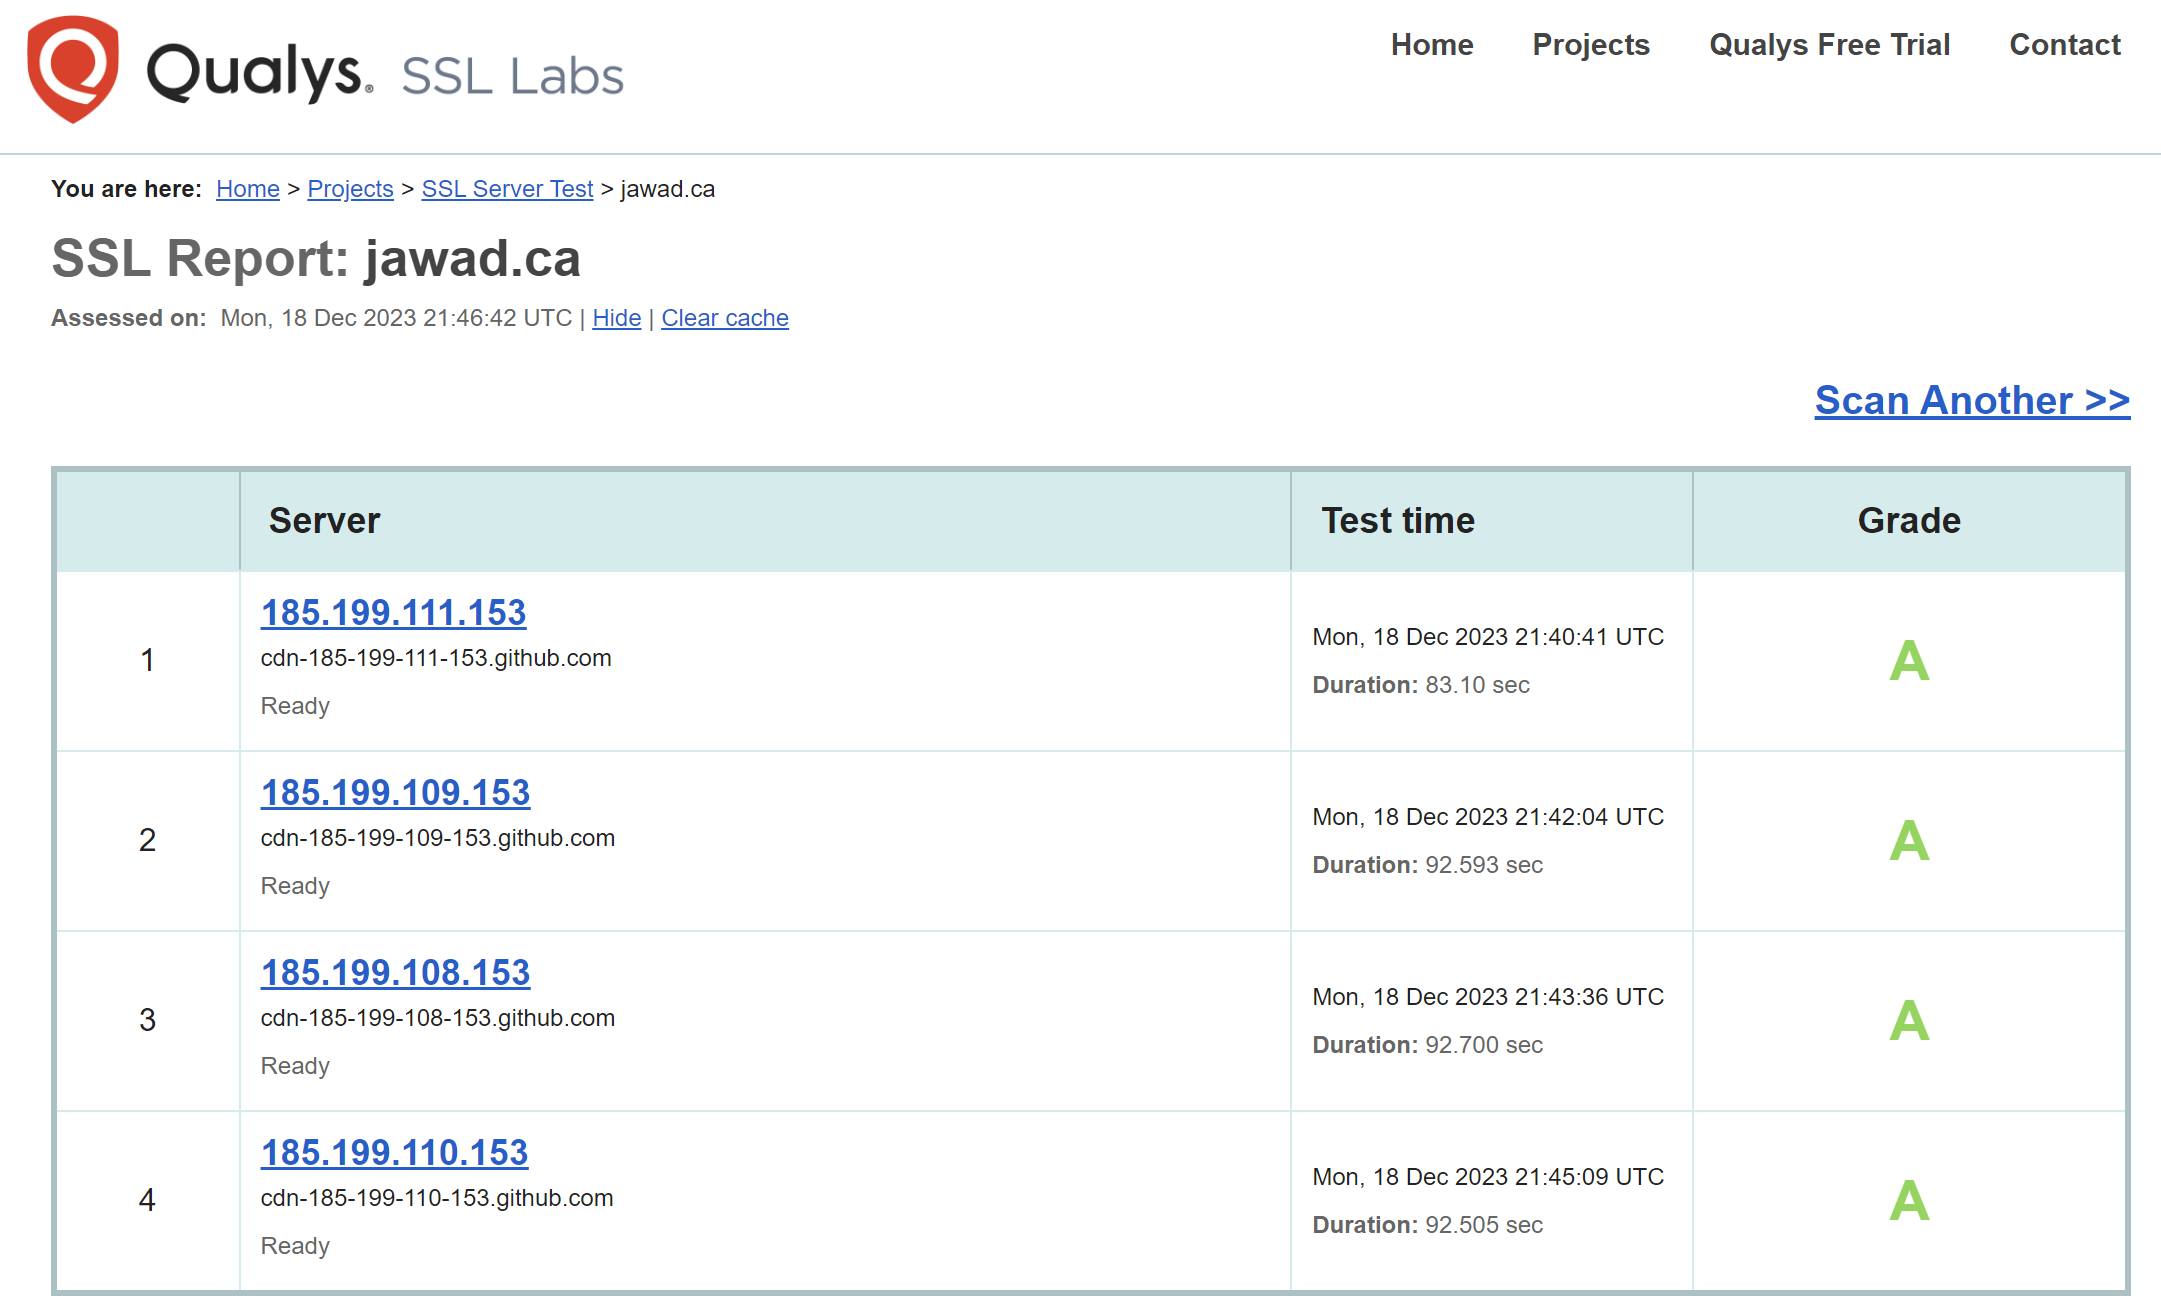 Qualys® SSL Labs
Home Projects Qualys Free Trial Contact
You are here: Home > Projects > SSL Server Test > jawad.ca
SSL Report: jawad.ca
Assessed on: Mon, 18 Dec 2023 21:46:42 UTC | Hide | Clear cache
Scan Another >>
Server Test time Grade
1
185.199.111.153
cdn-185-199-111-153.github.com
Ready
Mon, 18 Dec 2023 21:40:41 UTC
Duration: 83.10 sec
A
2
185.199.109.153
cdn-185-199-109-153.github.com
Ready
Mon, 18 Dec 2023 21:42:04 UTC
Duration: 92.593 sec
A
3
185.199.108.153
cdn-185-199-108-153.github.com
Ready
Mon, 18 Dec 2023 21:43:36 UTC
Duration: 92.700 sec
A
4
185.199.110.153
cdn-185-199-110-153.github.com
Ready
Mon, 18 Dec 2023 21:45:09 UTC
Duration: 92.505 sec
A